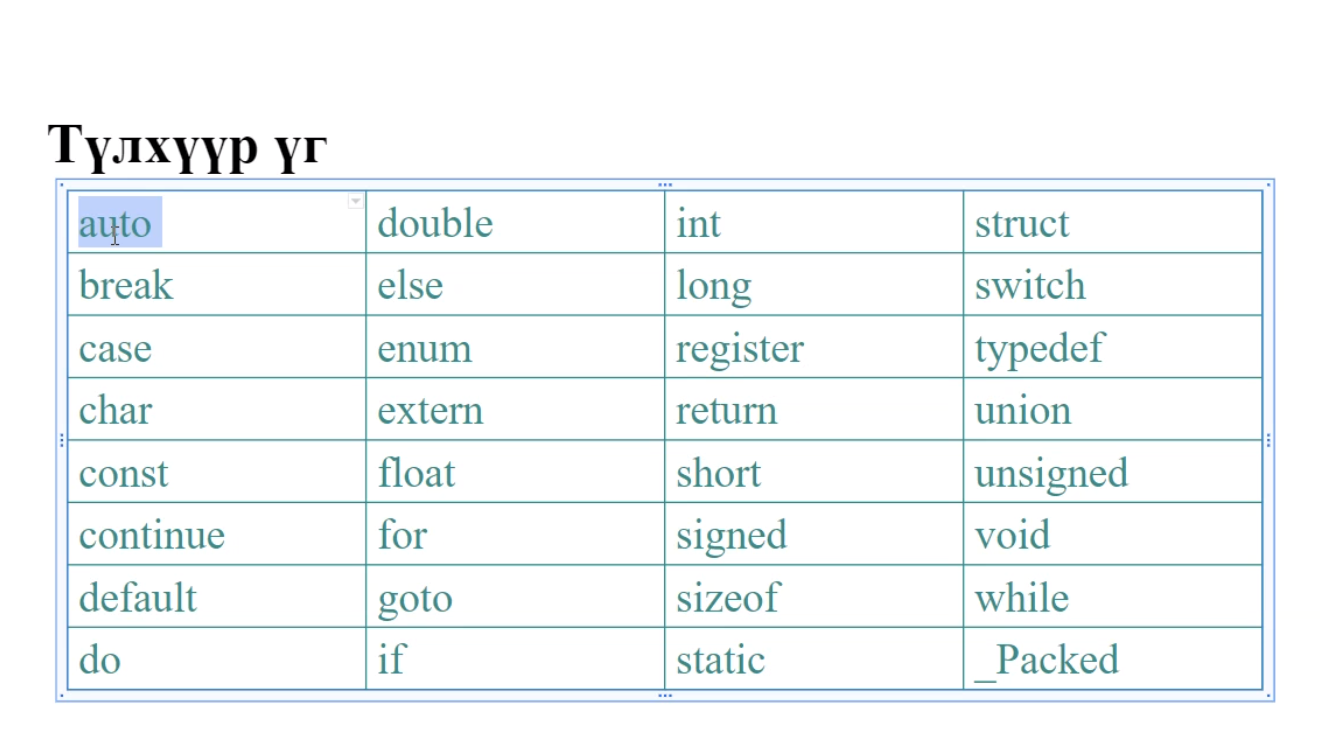 Түлхүүр үг
auto double int struct
break else long switch
case enum register typedef
char extern return union
const float short unsigned
continue for signed void
default goto sizeof while
do if static _Packed